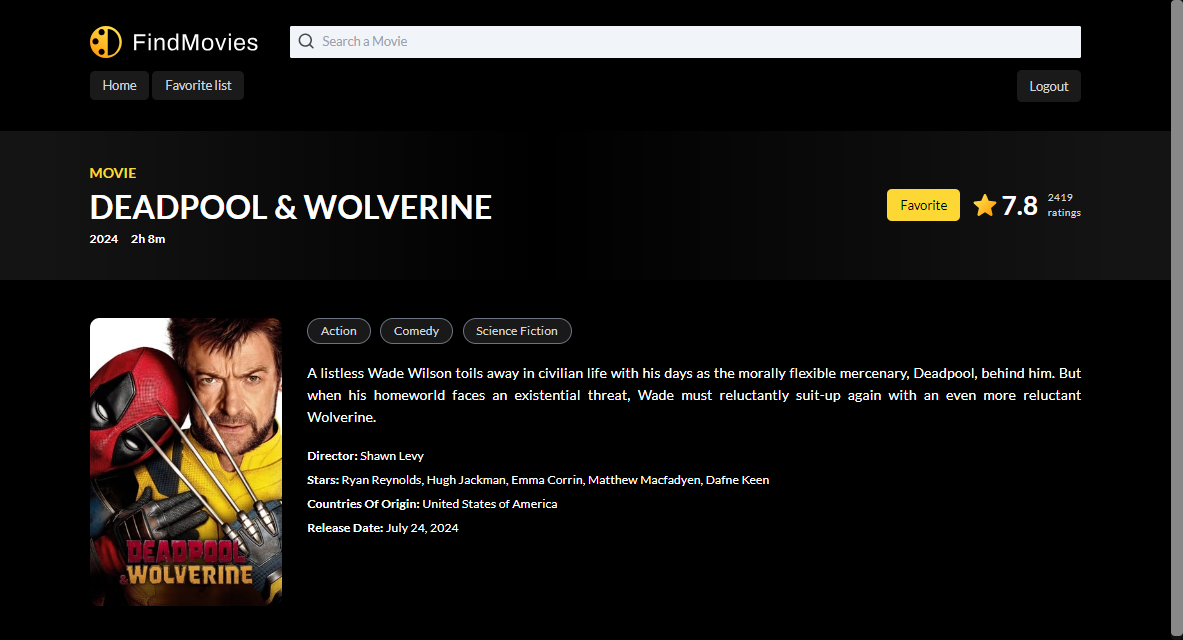 FindMovies
Search a Movie
Home
Favorite list
Logout
MOVIE
DEADPOOL & WOLVERINE
2024 2h 8m
Favorite
7.8
2419
ratings
Action
Comedy
Science Fiction
A listless Wade Wilson toils away in civilian life with his days as the morally flexible mercenary, Deadpool, behind him. But
when his homeworld faces an existential threat, Wade must reluctantly suit-up again with an even more reluctant
Wolverine.
Director: Shawn Levy
Stars: Ryan Reynolds, Hugh Jackman, Emma Corrin, Matthew Macfadyen, Dafne Keen
Countries Of Origin: United States of America
Release Date: July 24, 2024
DEADPOOL
& WOLVERINE